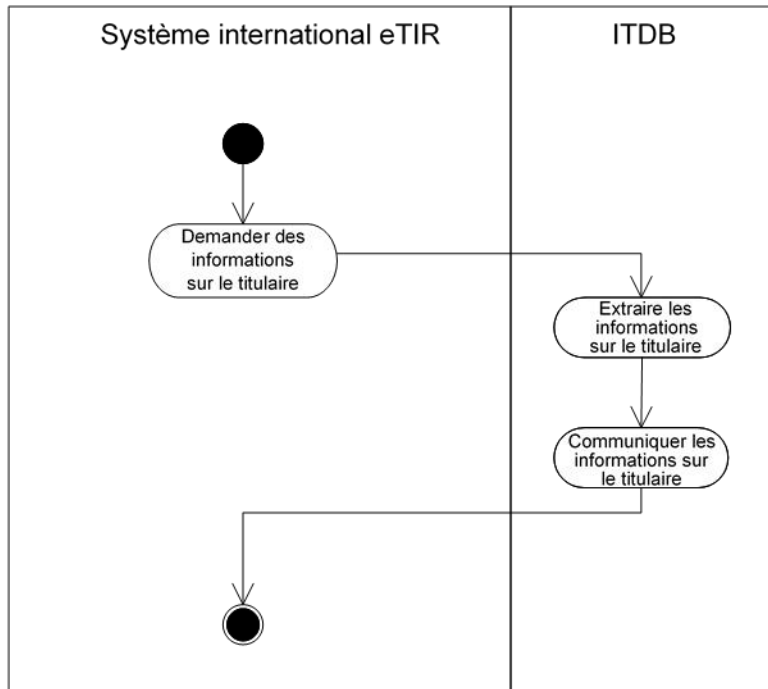 Système international eTIR
ITDB
Demander des
informations
sur le titulaire
Extraire les
informations
sur le titulaire
Communiquer les
informations sur
le titulaire